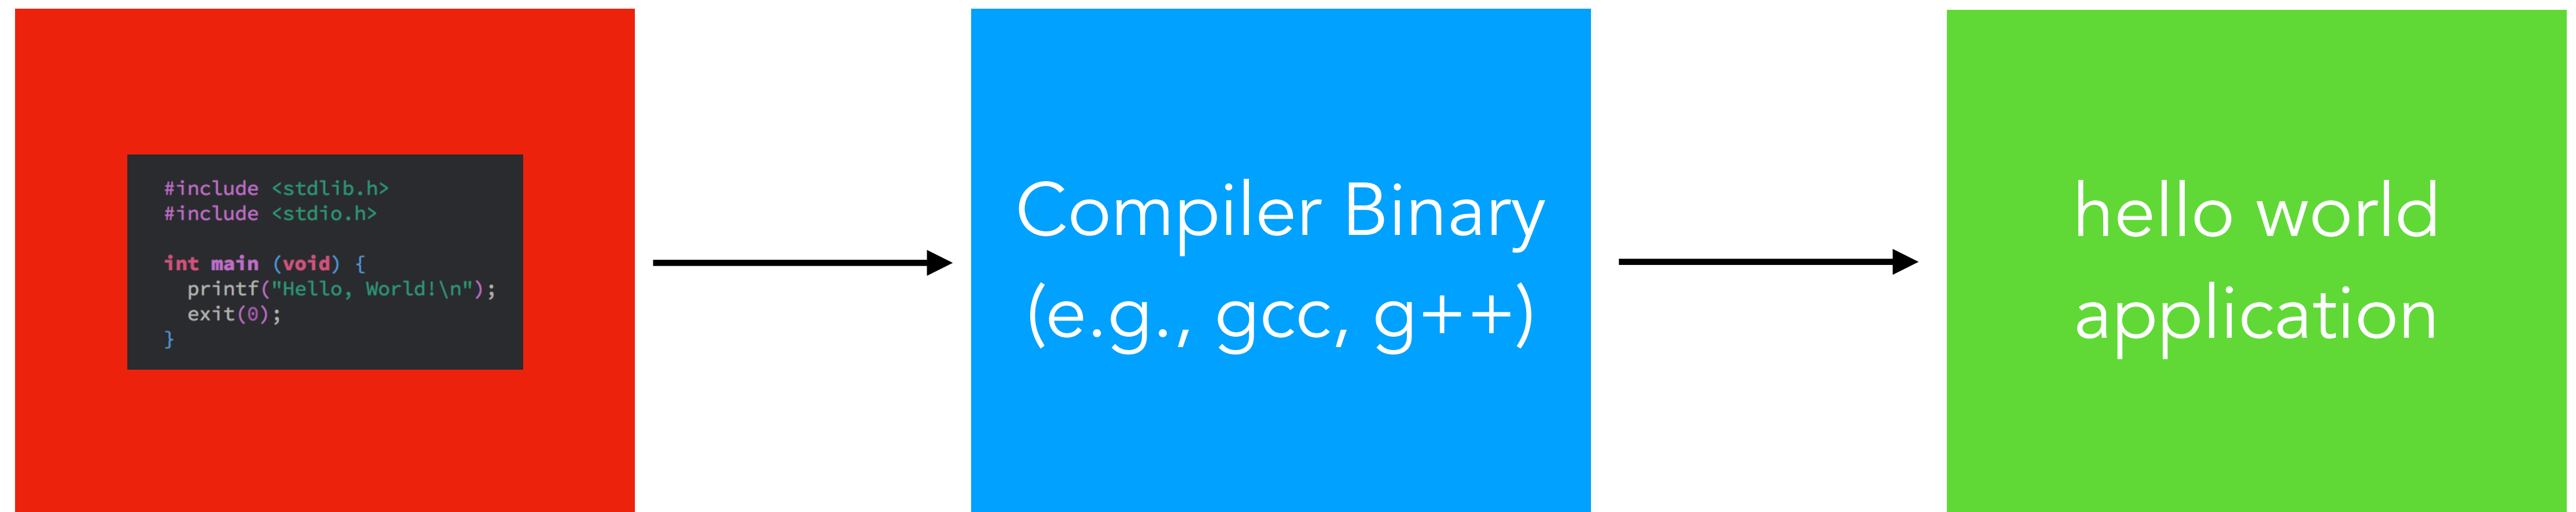 #include <stdlib.h>
#include <stdio.h>
int main (void) {
printf("Hello, World!\n");
exit(0);
}
Compiler Binary
(e.g., gcc, g++)
hello world
application